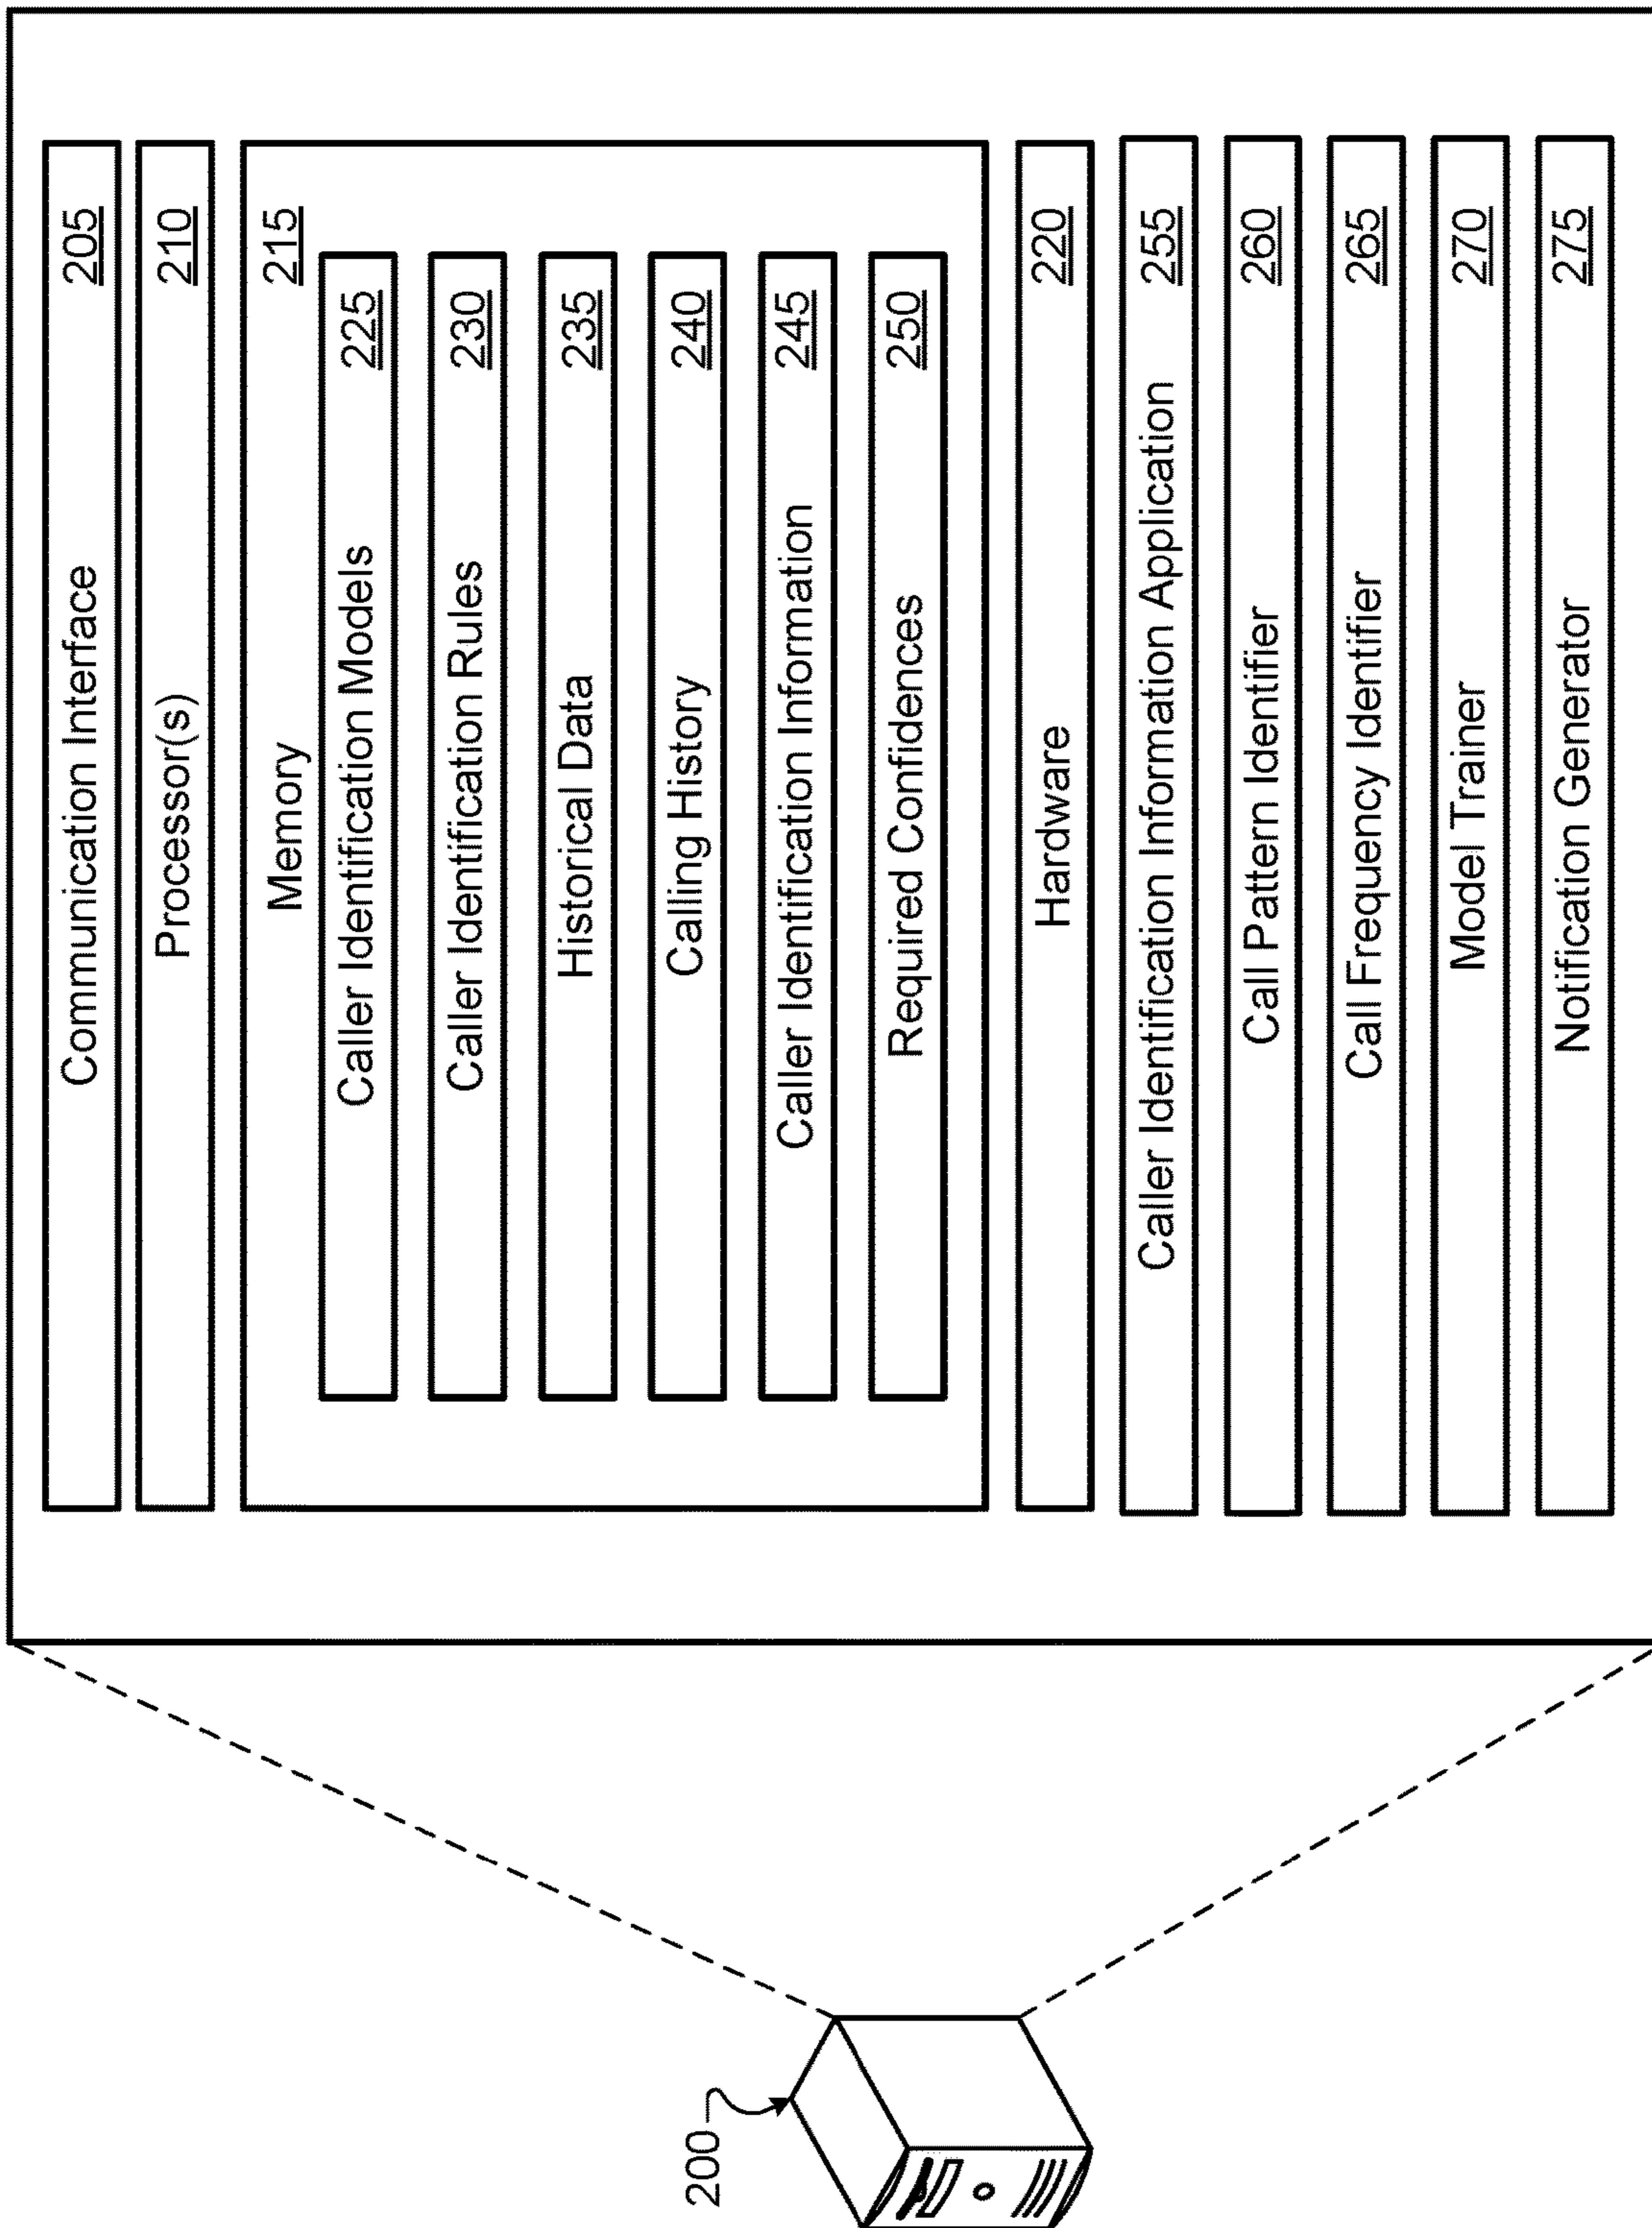 200
Communication Interface 205
Processor(s) 210
Memory 215
Caller Identification Models 225
Caller Identification Rules 230
Historical Data 235
Calling History 240
Caller Identification Information 245
Required Confidences 250
Hardware 220
Caller Identification Information Application 255
Call Pattern Identifier 260
Call Frequency Identifier 265
Model Trainer 270
Notification Generator 275